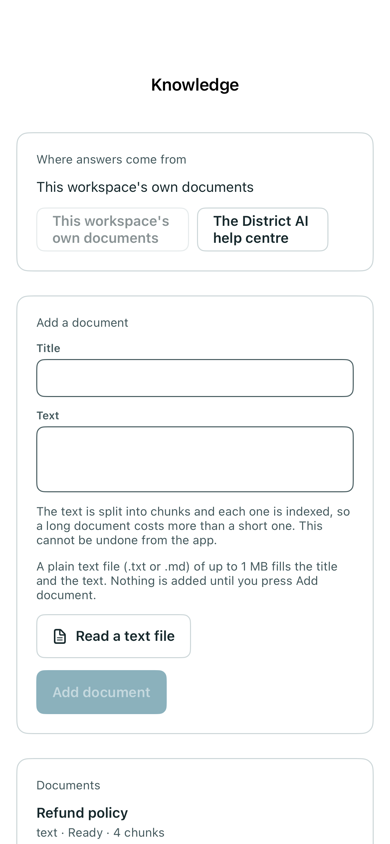 Knowledge
Where answers come from
This workspace's own documents
This workspace's
own documents
The District AI
help centre
Add a document
Title
Text
The text is split into chunks and each one is indexed, so
a long document costs more than a short one. This
cannot be undone from the app.
A plain text file (.txt or .md) of up to 1 MB fills the title
and the text. Nothing is added until you press Add
document.
Read a text file
Add document
Documents
Refund policy
text · Ready · 4 chunks